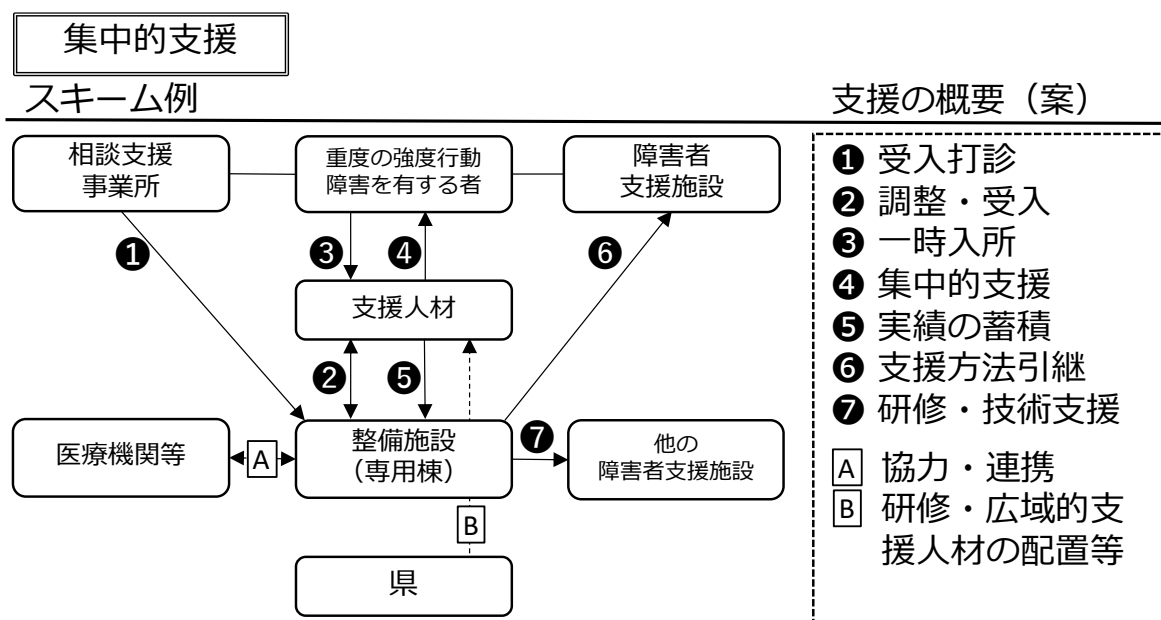 集中的支援
スキーム例
支援の概要（案）
相談支援
事業所
重度の強度行動
障害を有する者
障害者
支援施設
❶
❸
❹
❻
支援人材
❷
❺
医療機関等
A
整備施設
（専用棟）
❼
他の
障害者支援施設
B
県
❶ 受入打診
❷ 調整・受入
❸ 一時入所
❹ 集中的支援
❺ 実績の蓄積
❻ 支援方法引継
❼ 研修・技術支援
A 協力・連携
B 研修・広域的支
援人材の配置等